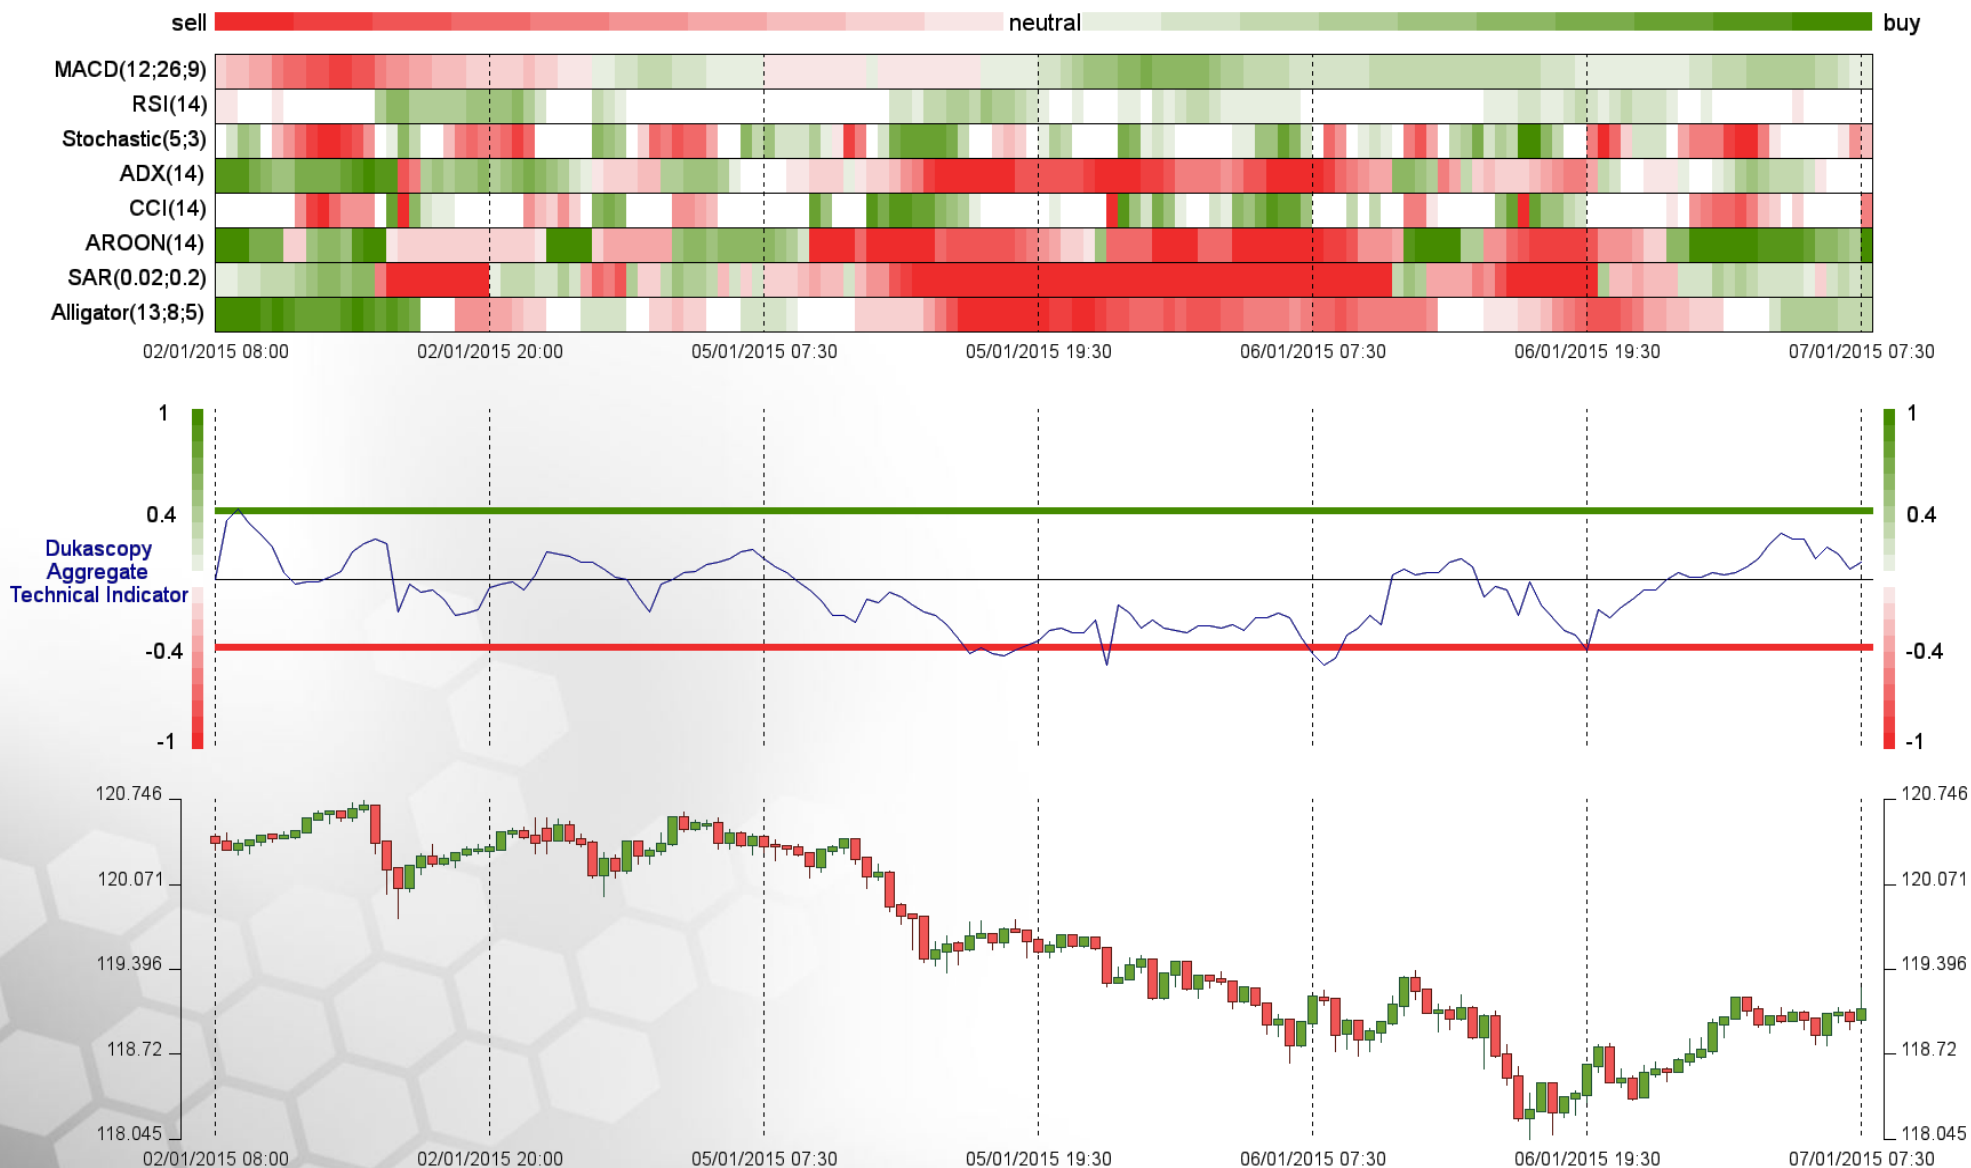 sell neutral buy
MACD(12;26;9)
RSI(14)
Stochastic(5;3)
ADX(14)
CCI(14)
AROON(14)
SAR(0.02;0.2)
Alligator(13;8;5)
02/01/2015 08:00 02/01/2015 20:00 05/01/2015 07:30 05/01/2015 19:30 06/01/2015 07:30 06/01/2015 19:30 07/01/2015 07:30
1 1
0.4 0.4
Dukascopy
Aggregate
Technical Indicator
-0.4 -0.4
-1 -1
120.746 120.746
120.071 120.071
119.396 119.396
118.72 118.72
118.045 118.045
02/01/2015 08:00 02/01/2015 20:00 05/01/2015 07:30 05/01/2015 19:30 06/01/2015 07:30 06/01/2015 19:30 07/01/2015 07:30